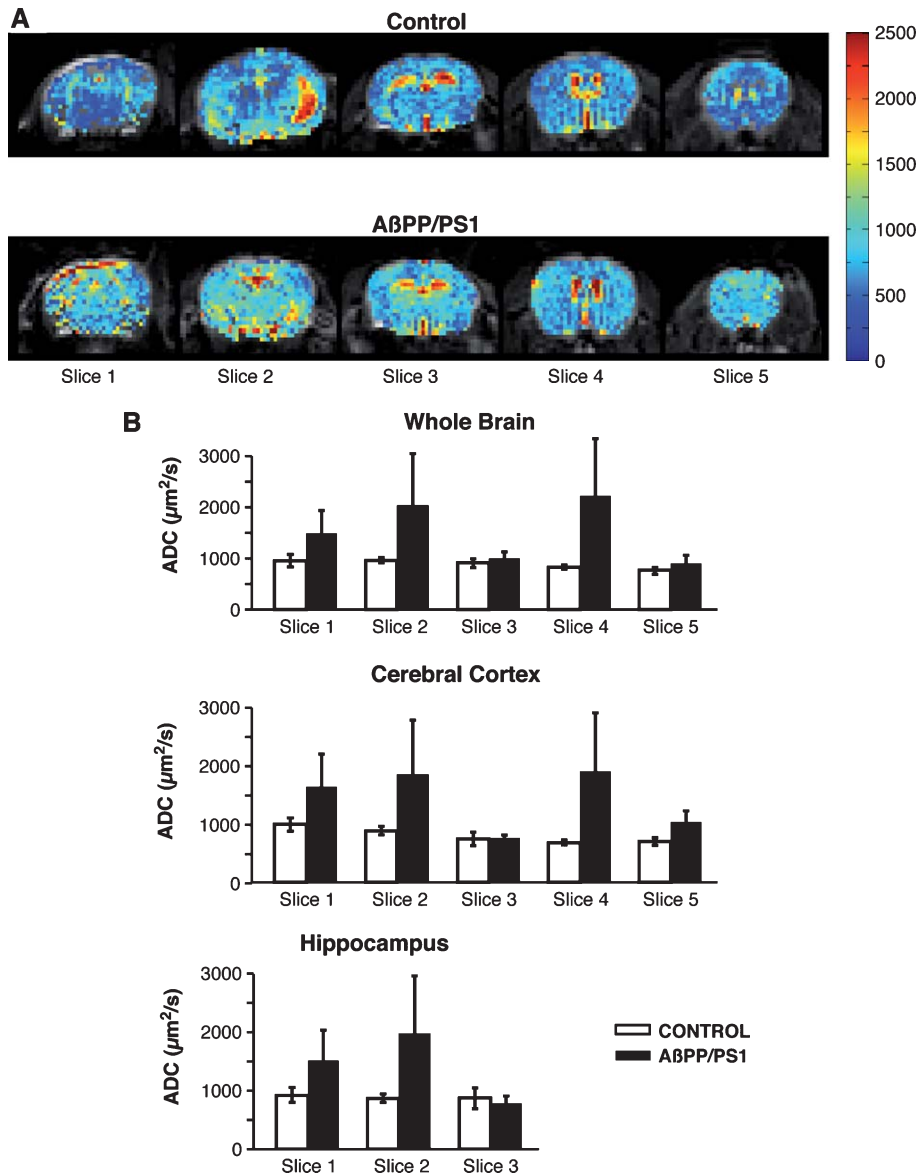 A
Control
2500
2000
1500
1000
500
0
AßPP/PS1
Slice 1 Slice 2 Slice 3 Slice 4 Slice 5
B
Whole Brain
ADC (µm²/s)
3000
2000
1000
0
Slice 1 Slice 2 Slice 3 Slice 4 Slice 5
Cerebral Cortex
ADC (µm²/s)
3000
2000
1000
0
Slice 1 Slice 2 Slice 3 Slice 4 Slice 5
Hippocampus
ADC (µm²/s)
3000
2000
1000
0
Slice 1 Slice 2 Slice 3
CONTROL
AßPP/PS1